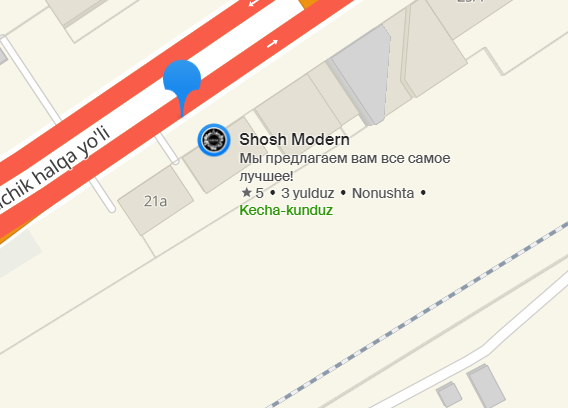 chik halqa yo'li
Shosh Modern
Мы предлагаем вам все самое
лучшее!
★ 5 • 3 yulduz • Nonushta •
Kecha-kunduz
21a